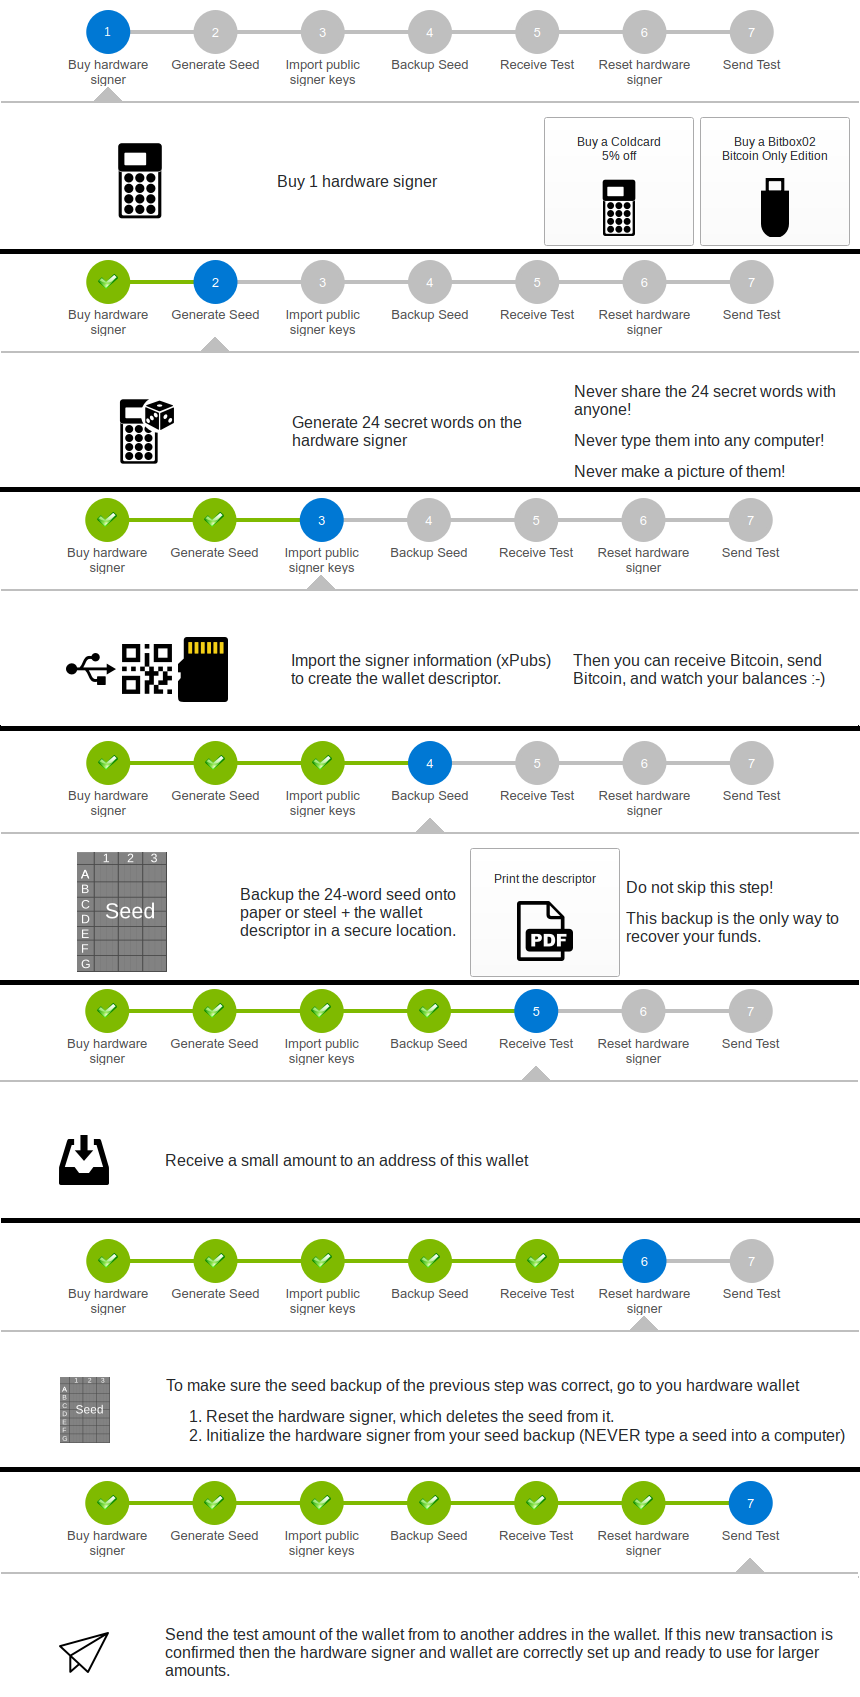 1 2 3 4 5 6 7
Buy hardware signer
Generate Seed
Import public signer keys
Backup Seed
Receive Test
Reset hardware signer
Send Test
Buy 1 hardware signer
Buy a Coldcard
5% off
Buy a Bitbox02
Bitcoin Only Edition
2 3 4 5 6 7
Buy hardware signer
Generate Seed
Import public signer keys
Backup Seed
Receive Test
Reset hardware signer
Send Test
Generate 24 secret words on the
hardware signer
Never share the 24 secret words with
anyone!
Never type them into any computer!
Never make a picture of them!
3 4 5 6 7
Buy hardware signer
Generate Seed
Import public signer keys
Backup Seed
Receive Test
Reset hardware signer
Send Test
Import the signer information (xPubs)
to create the wallet descriptor.
Then you can receive Bitcoin, send
Bitcoin, and watch your balances :-)
4 5 6 7
Buy hardware signer
Generate Seed
Import public signer keys
Backup Seed
Receive Test
Reset hardware signer
Send Test
1 2 3
A
B
C
D
E
F
G
Seed
Backup the 24-word seed onto
paper or steel + the wallet
descriptor in a secure location.
Print the descriptor
PDF
Do not skip this step!
This backup is the only way to
recover your funds.
5 6 7
Buy hardware signer
Generate Seed
Import public signer keys
Backup Seed
Receive Test
Reset hardware signer
Send Test
Receive a small amount to an address of this wallet
6 7
Buy hardware signer
Generate Seed
Import public signer keys
Backup Seed
Receive Test
Reset hardware signer
Send Test
1 2 3
A
B
C
D
E
F
G
Seed
To make sure the seed backup of the previous step was correct, go to you hardware wallet
1. Reset the hardware signer, which deletes the seed from it.
2. Initialize the hardware signer from your seed backup (NEVER type a seed into a computer)
7
Buy hardware signer
Generate Seed
Import public signer keys
Backup Seed
Receive Test
Reset hardware signer
Send Test
Send the test amount of the wallet from to another addres in the wallet. If this new transaction is
confirmed then the hardware signer and wallet are correctly set up and ready to use for larger
amounts.